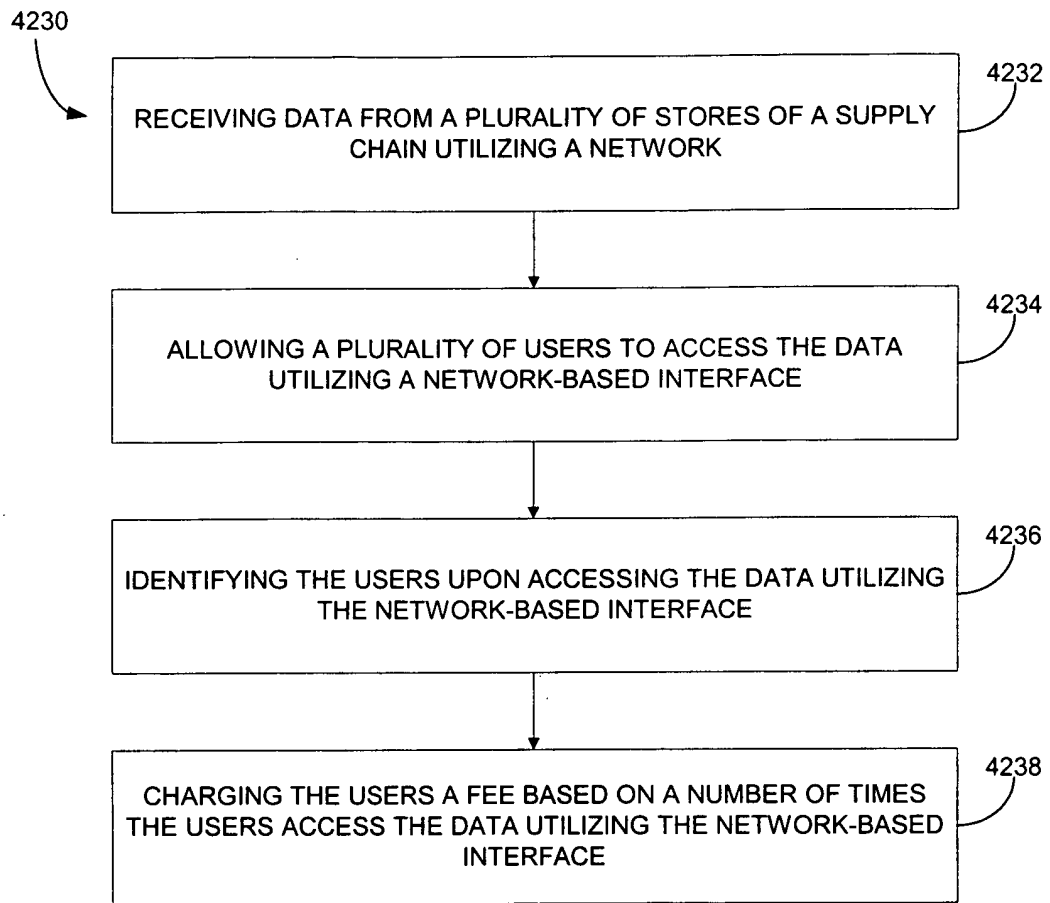 4230
4232
RECEIVING DATA FROM A PLURALITY OF STORES OF A SUPPLY
CHAIN UTILIZING A NETWORK
4234
ALLOWING A PLURALITY OF USERS TO ACCESS THE DATA
UTILIZING A NETWORK-BASED INTERFACE
4236
IDENTIFYING THE USERS UPON ACCESSING THE DATA UTILIZING
THE NETWORK-BASED INTERFACE
4238
CHARGING THE USERS A FEE BASED ON A NUMBER OF TIMES
THE USERS ACCESS THE DATA UTILIZING THE NETWORK-BASED
INTERFACE